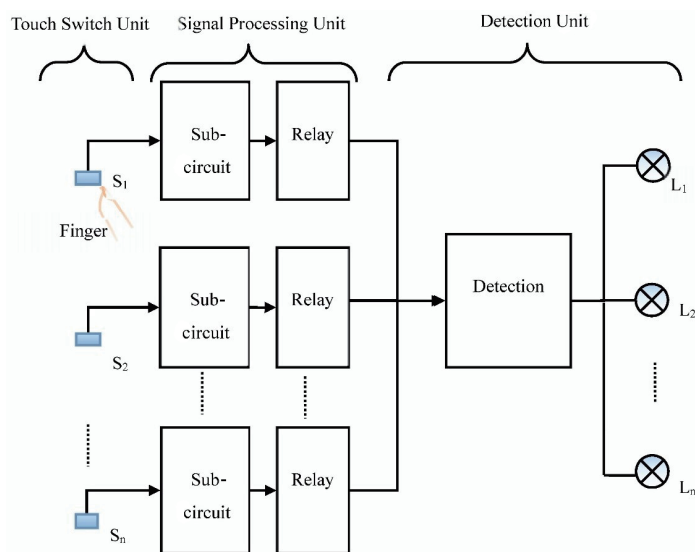 Touch Switch Unit
Signal Processing Unit
Detection Unit
Sub-
circuit
Relay
S1
Finger
L1
Sub-
circuit
Relay
Detection
S2
L2
Sub-
circuit
Relay
Sn
Ln